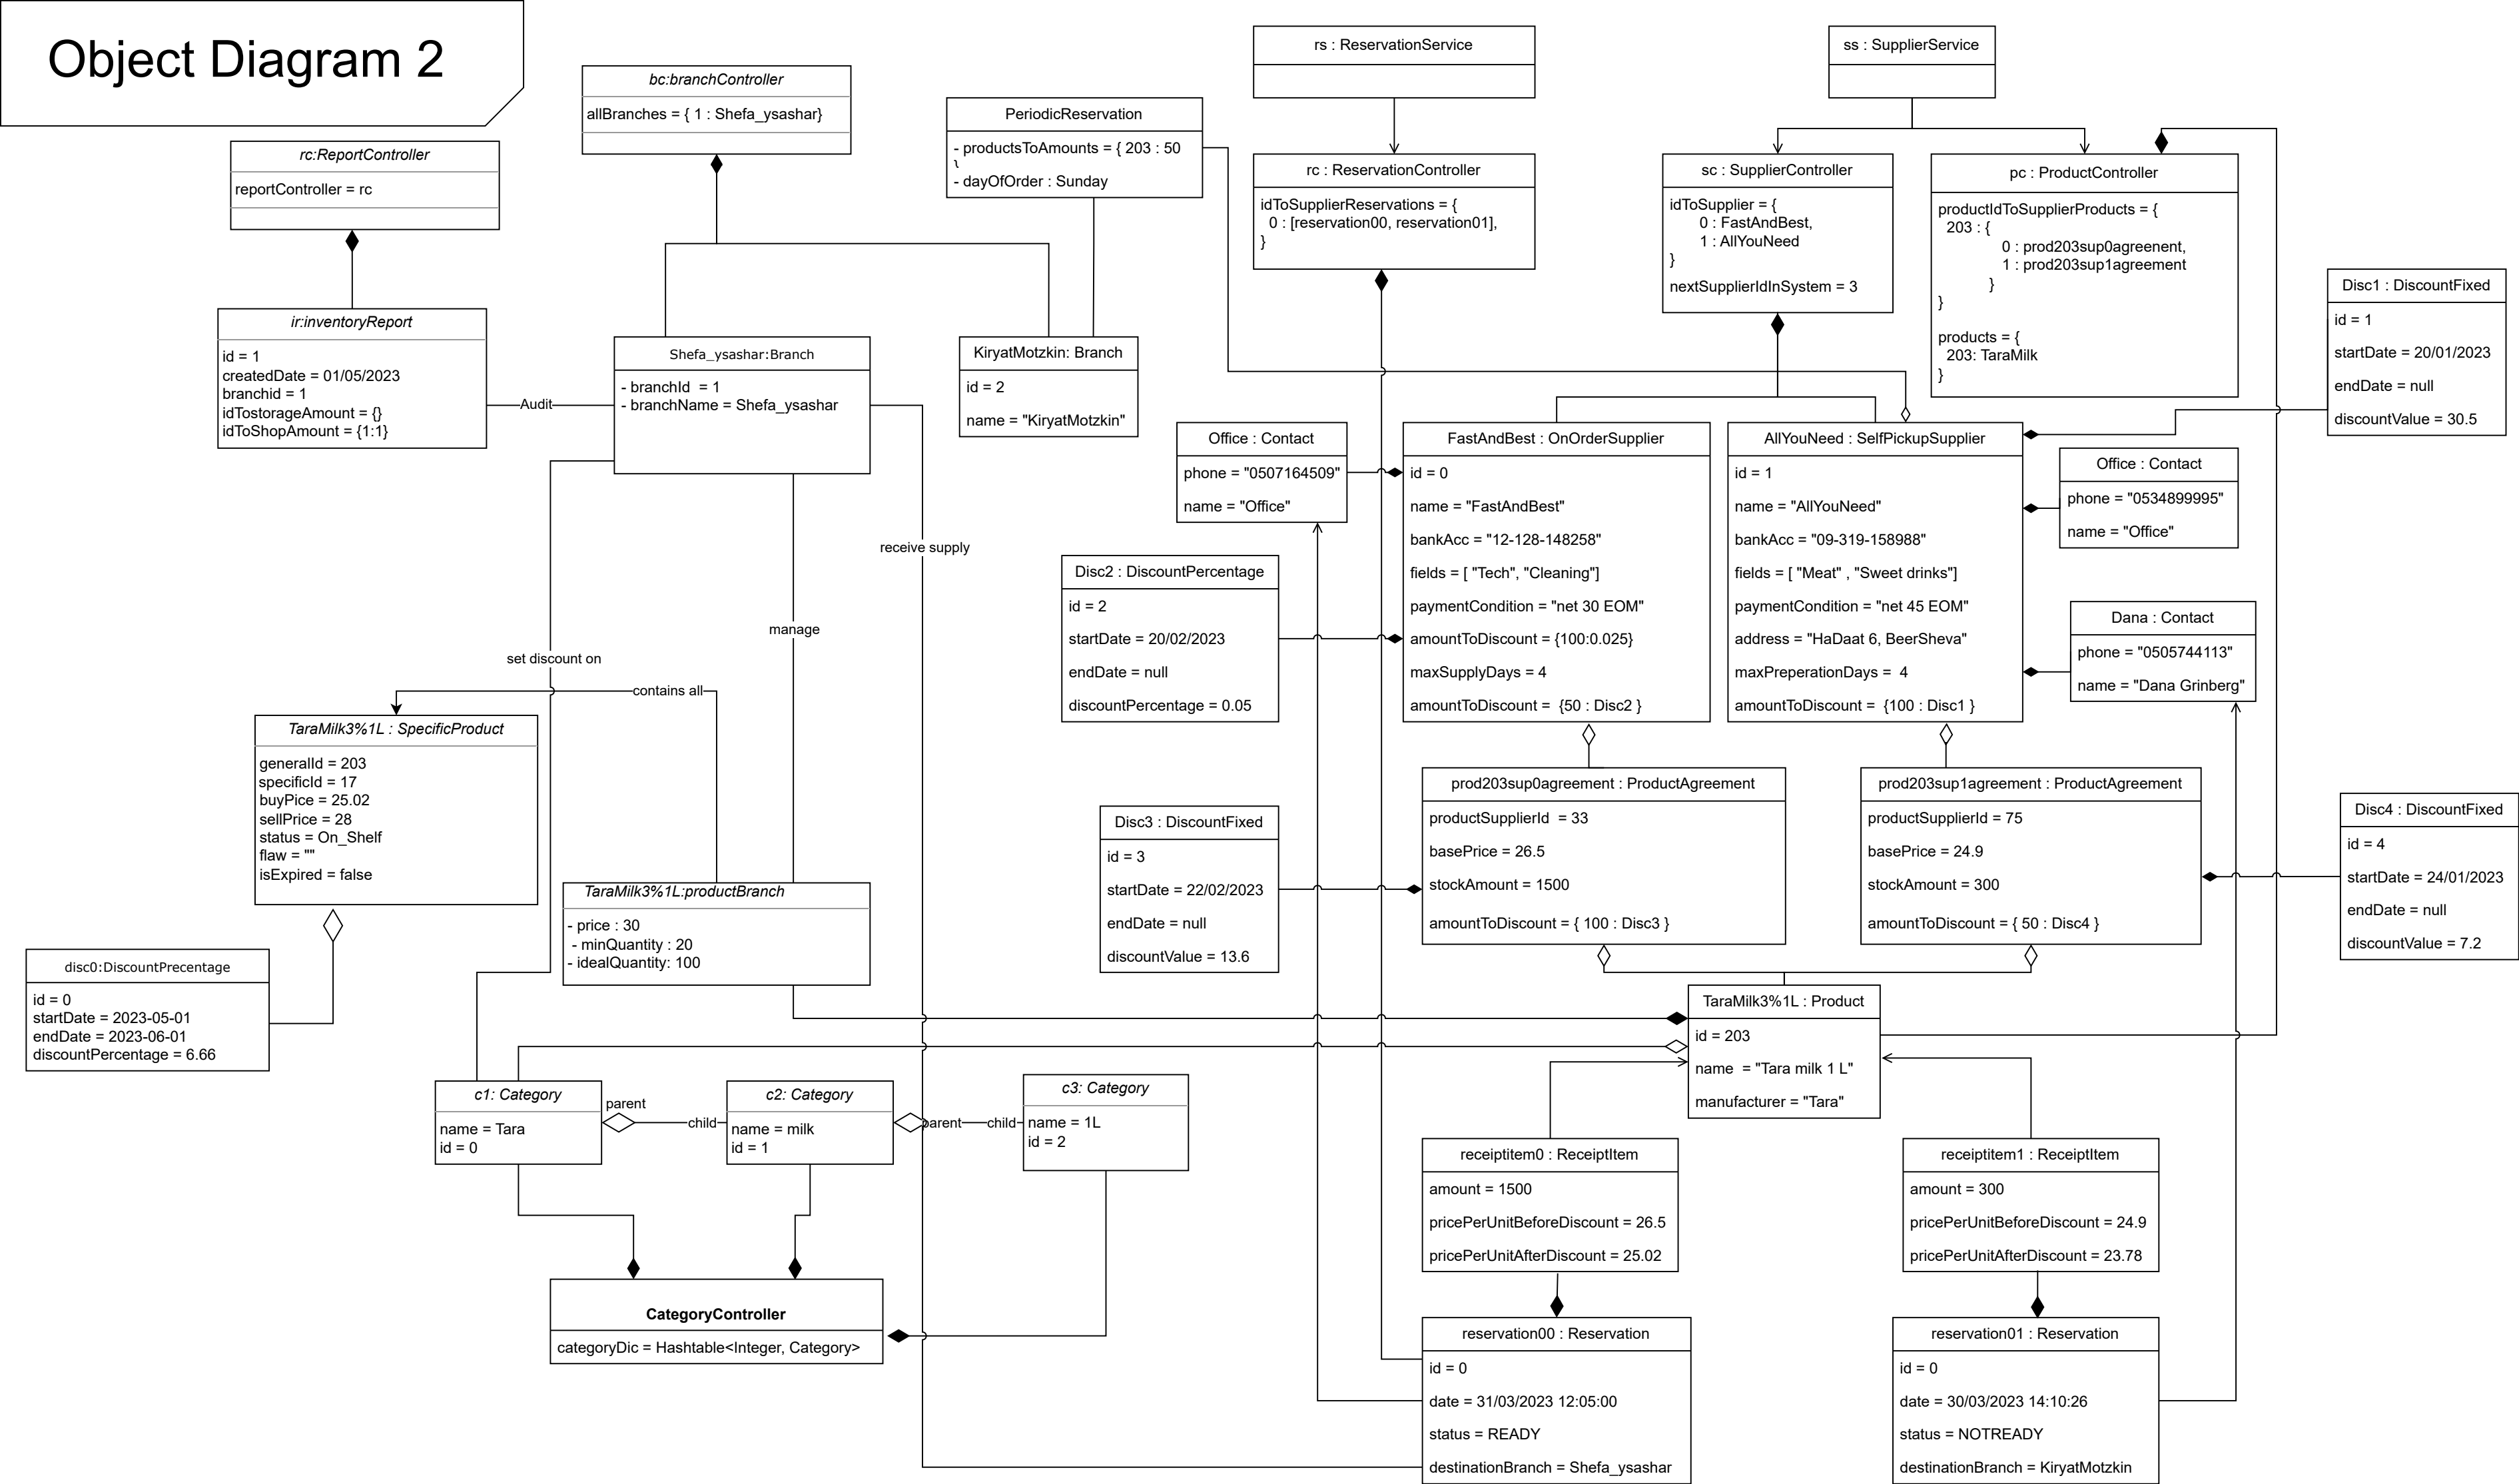 Object Diagram 2
rc:ReportController
reportController = rc
bc:branchController
allBranches = { 1 : Shefa_ysashar}
PeriodicReservation
- productsToAmounts = { 203 : 50
}
- dayOfOrder : Sunday
rs : ReservationService
ss : SupplierService
rc : ReservationController
idToSupplierReservations = {
0 : [reservation00, reservation01],
}
sc : SupplierController
idToSupplier = {
0 : FastAndBest,
1 : AllYouNeed
}
nextSupplierIdInSystem = 3
pc : ProductController
productIdToSupplierProducts = {
203 : {
0 : prod203sup0agreenent,
1 : prod203sup1agreement
}
}
products = {
203: TaraMilk
}
Disc1 : DiscountFixed
id = 1
startDate = 20/01/2023
endDate = null
discountValue = 30.5
ir:inventoryReport
id = 1
createdDate = 01/05/2023
branchid = 1
idTostorageAmount = {}
idToShopAmount = {1:1}
Audit
Shefa_ysashar:Branch
- branchId  = 1
- branchName = Shefa_ysashar
KiryatMotzkin: Branch
id = 2
name = "KiryatMotzkin"
Office : Contact
phone = "0507164509"
name = "Office"
FastAndBest : OnOrderSupplier
id = 0
name = "FastAndBest"
bankAcc = "12-128-148258"
fields = [ "Tech", "Cleaning"]
paymentCondition = "net 30 EOM"
amountToDiscount = {100:0.025}
maxSupplyDays = 4
amountToDiscount =  {50 : Disc2 }
AllYouNeed : SelfPickupSupplier
id = 1
name = "AllYouNeed"
bankAcc = "09-319-158988"
fields = [ "Meat" , "Sweet drinks"]
paymentCondition = "net 45 EOM"
address = "HaDaat 6, BeerSheva"
maxPreperationDays =  4
amountToDiscount =  {100 : Disc1 }
Office : Contact
phone = "0534899995"
name = "Office"
Dana : Contact
phone = "0505744113"
name = "Dana Grinberg"
Disc2 : DiscountPercentage
id = 2
startDate = 20/02/2023
endDate = null
discountPercentage = 0.05
receive supply
manage
set discount on
contains all
TaraMilk3%1L : SpecificProduct
generalId = 203
specificId = 17
buyPice = 25.02
sellPrice = 28
status = On_Shelf
flaw = ""
isExpired = false
TaraMilk3%1L:productBranch
- price : 30
- minQuantity : 20
- idealQuantity: 100
disc0:DiscountPrecentage
id = 0
startDate = 2023-05-01
endDate = 2023-06-01
discountPercentage = 6.66
Disc3 : DiscountFixed
id = 3
startDate = 22/02/2023
endDate = null
discountValue = 13.6
prod203sup0agreement : ProductAgreement
productSupplierId  = 33
basePrice = 26.5
stockAmount = 1500
amountToDiscount = { 100 : Disc3 }
prod203sup1agreement : ProductAgreement
productSupplierId = 75
basePrice = 24.9
stockAmount = 300
amountToDiscount = { 50 : Disc4 }
Disc4 : DiscountFixed
id = 4
startDate = 24/01/2023
endDate = null
discountValue = 7.2
TaraMilk3%1L : Product
id = 203
name  = "Tara milk 1 L"
manufacturer = "Tara"
c1: Category
name = Tara
id = 0
parent
child
c2: Category
name = milk
id = 1
parent
child
c3: Category
name = 1L
id = 2
CategoryController
categoryDic = Hashtable<Integer, Category>
receiptitem0 : ReceiptItem
amount = 1500
pricePerUnitBeforeDiscount = 26.5
pricePerUnitAfterDiscount = 25.02
receiptitem1 : ReceiptItem
amount = 300
pricePerUnitBeforeDiscount = 24.9
pricePerUnitAfterDiscount = 23.78
reservation00 : Reservation
id = 0
date = 31/03/2023 12:05:00
status = READY
destinationBranch = Shefa_ysashar
reservation01 : Reservation
id = 0
date = 30/03/2023 14:10:26
status = NOTREADY
destinationBranch = KiryatMotzkin